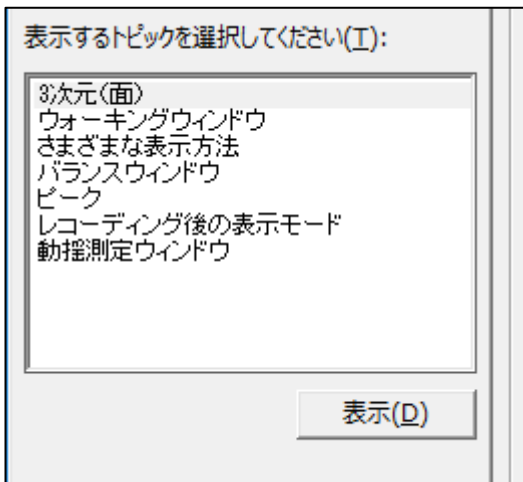 表示するトピックを選択してください(T):
3次元(面)
ウォーキングウィンドウ
さまざまな表示方法
バランスウィンドウ
ピーク
レコーディング後の表示モード
動揺測定ウィンドウ
表示(D)